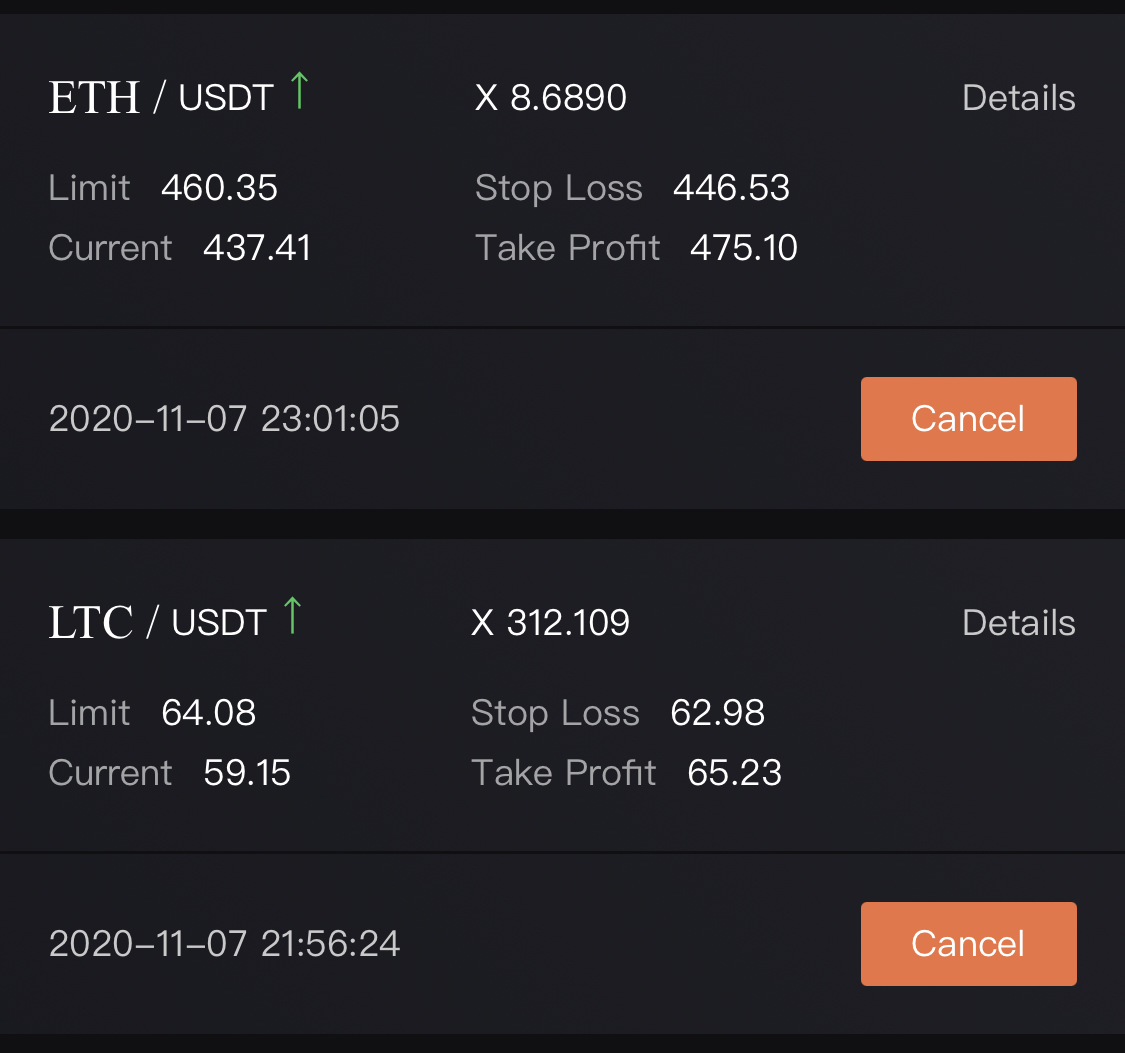 ETH / USDT ↑ X 8.6890 Details
Limit 460.35 Stop Loss 446.53
Current 437.41 Take Profit 475.10
2020-11-07 23:01:05 Cancel
LTC / USDT ↑ X 312.109 Details
Limit 64.08 Stop Loss 62.98
Current 59.15 Take Profit 65.23
2020-11-07 21:56:24 Cancel